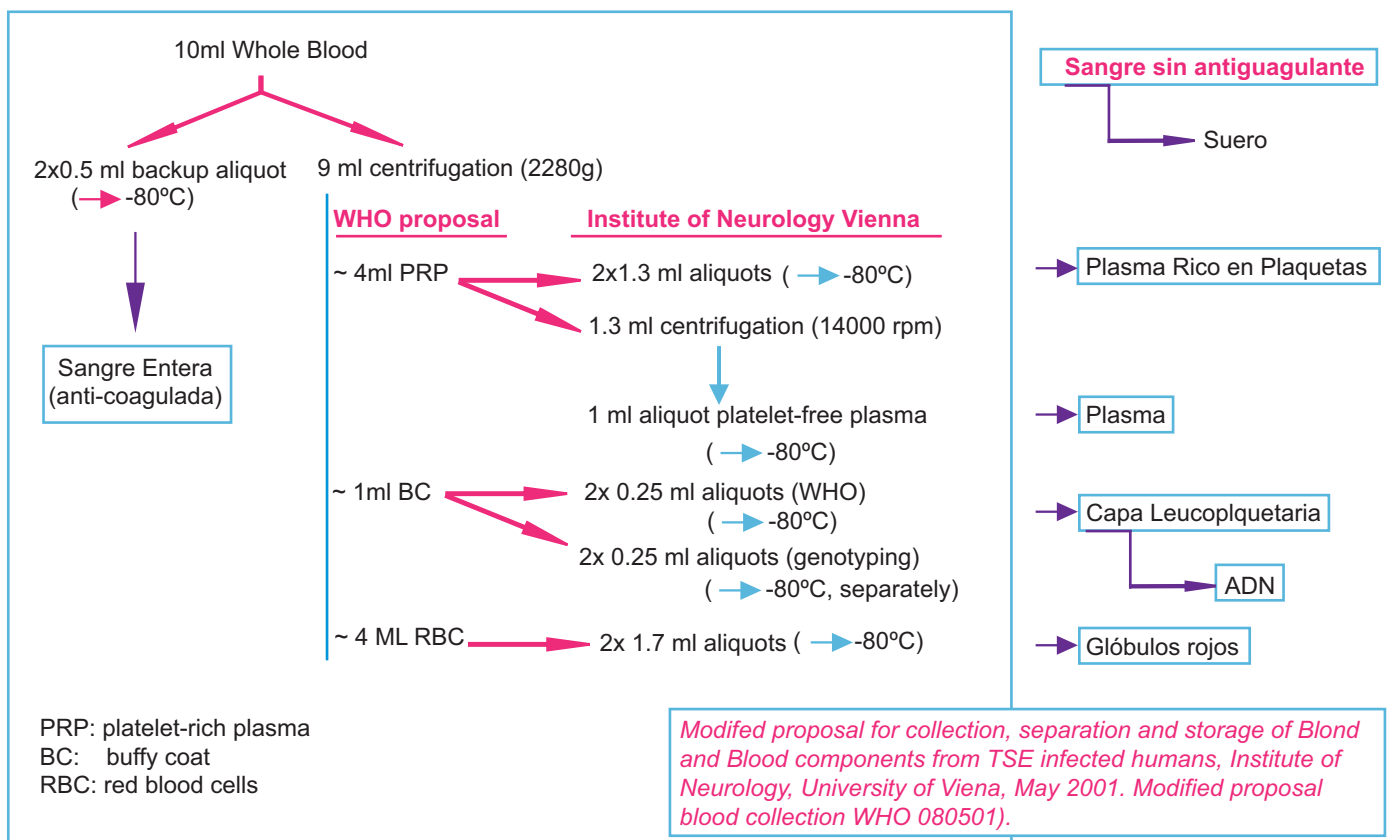 10ml Whole Blood
2x0.5 ml backup aliquot
( -80ºC)
9 ml centrifugation (2280g)
Sangre Entera
(anti-coagulada)
WHO proposal
Institute of Neurology Vienna
~ 4ml PRP
2x1.3 ml aliquots ( -80ºC)
1.3 ml centrifugation (14000 rpm)
1 ml aliquot platelet-free plasma
( -80ºC)
~ 1ml BC
2x 0.25 ml aliquots (WHO)
( -80ºC)
2x 0.25 ml aliquots (genotyping)
( -80ºC, separately)
~ 4 ML RBC
2x 1.7 ml aliquots ( -80ºC)
PRP: platelet-rich plasma
BC: buffy coat
RBC: red blood cells
Sangre sin antiguagulante
Suero
Plasma Rico en Plaquetas
Plasma
Capa Leucoplquetaria
ADN
Glóbulos rojos
Modifed proposal for collection, separation and storage of Blond
and Blood components from TSE infected humans, Institute of
Neurology, University of Viena, May 2001. Modified proposal
blood collection WHO 080501).